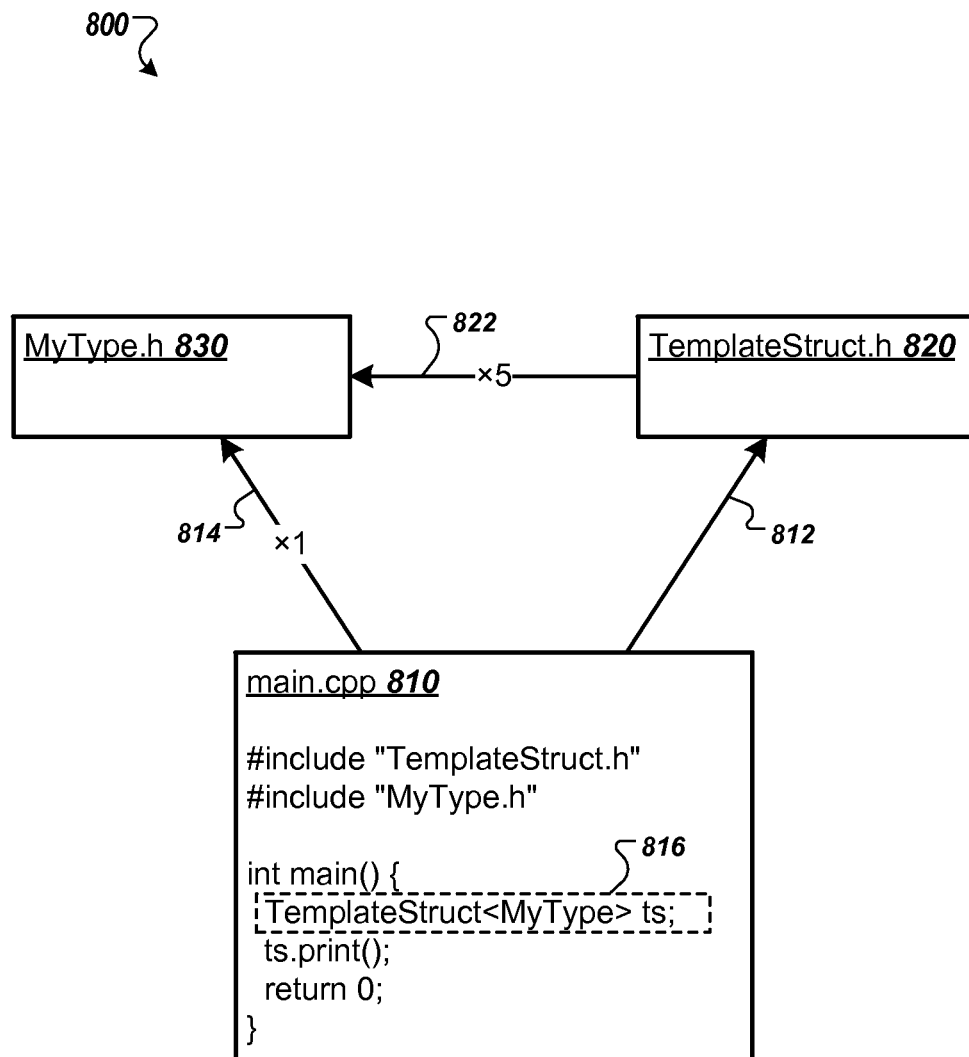 800
822
MyType.h 830
TemplateStruct.h 820
×5
814
812
×1
main.cpp 810
#include "TemplateStruct.h"
#include "MyType.h"
816
int main() {
TemplateStruct<MyType> ts;
ts.print();
return 0;
}